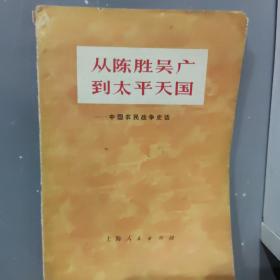 从陈胜吴广
到太平天国
——中国农民战争史话
上海人民出版社